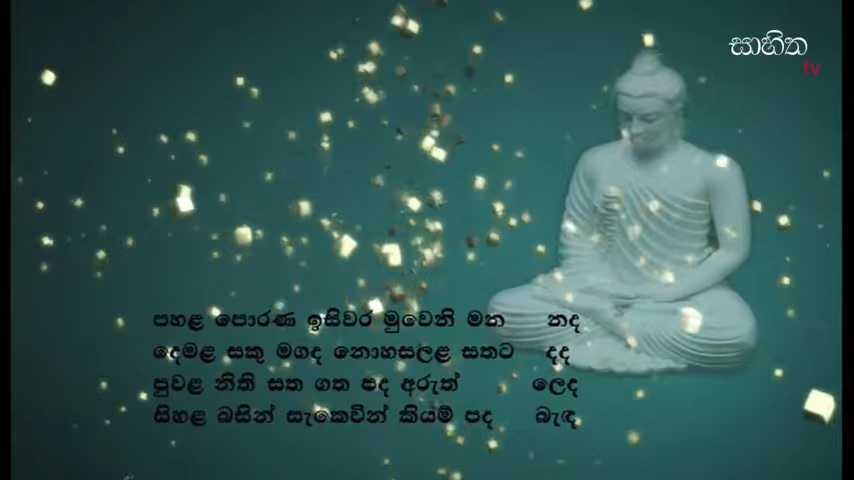 සාහිත
tv
පහළ පොරණ ඉසිවර මුවෙනි මන නද
දෙමළ සකු මගද නොහසලළ සතට දද
පුවළ නිති සත ගත පද අරුත් ලෙද
සිහළ බසින් සැකෙවින් කියම් පද බැඳ